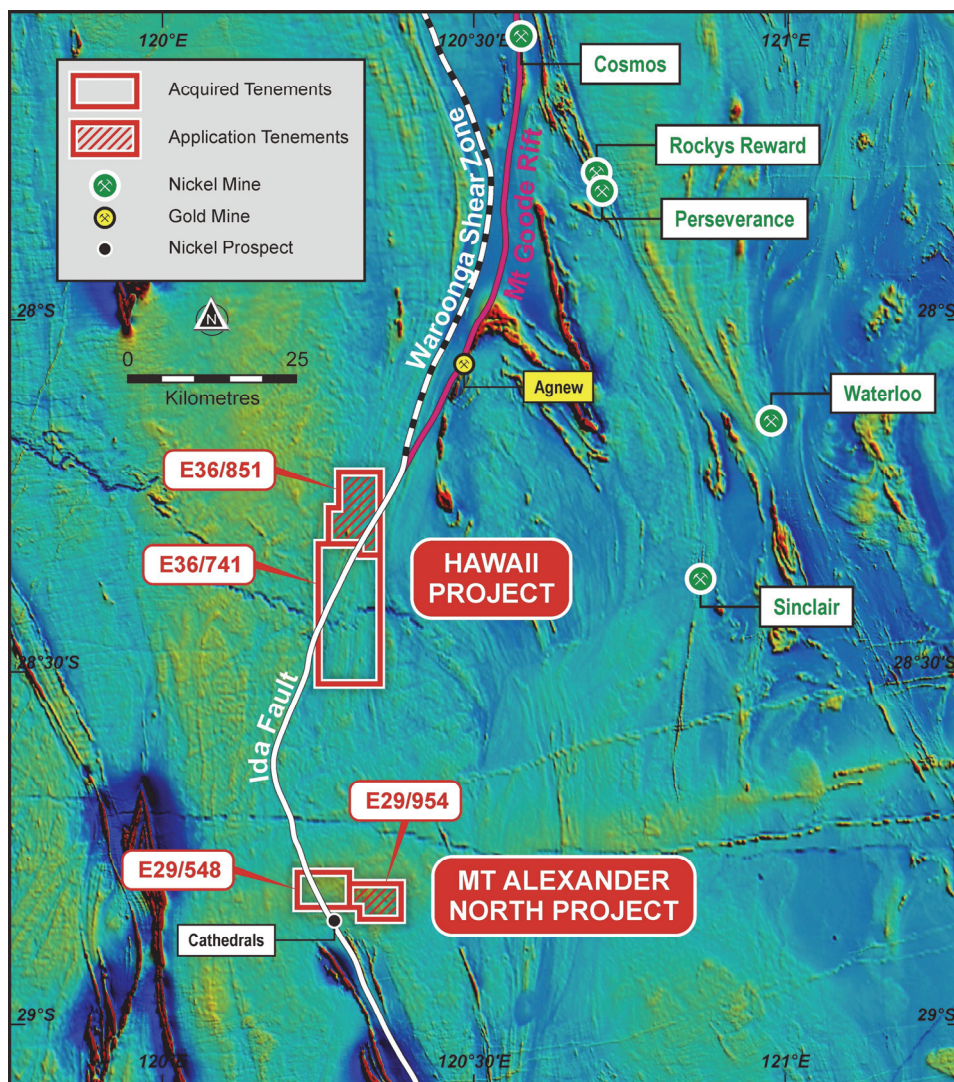 120°E
120°30'E
121°E
Acquired Tenements
Application Tenements
Nickel Mine
Gold Mine
Nickel Prospect
N
0
25
Kilometres
Cosmos
Rockys Reward
Perseverance
Waroonga Shear Zone
Mt Goode Rift
28°S
28°S
Agnew
Waterloo
E36/851
E36/741
HAWAII
PROJECT
Sinclair
28°30'S
28°30'S
Ida Fault
E29/954
E29/548
MT ALEXANDER
NORTH PROJECT
Cathedrals
29°S
29°S
120°E
120°30'E
121°E